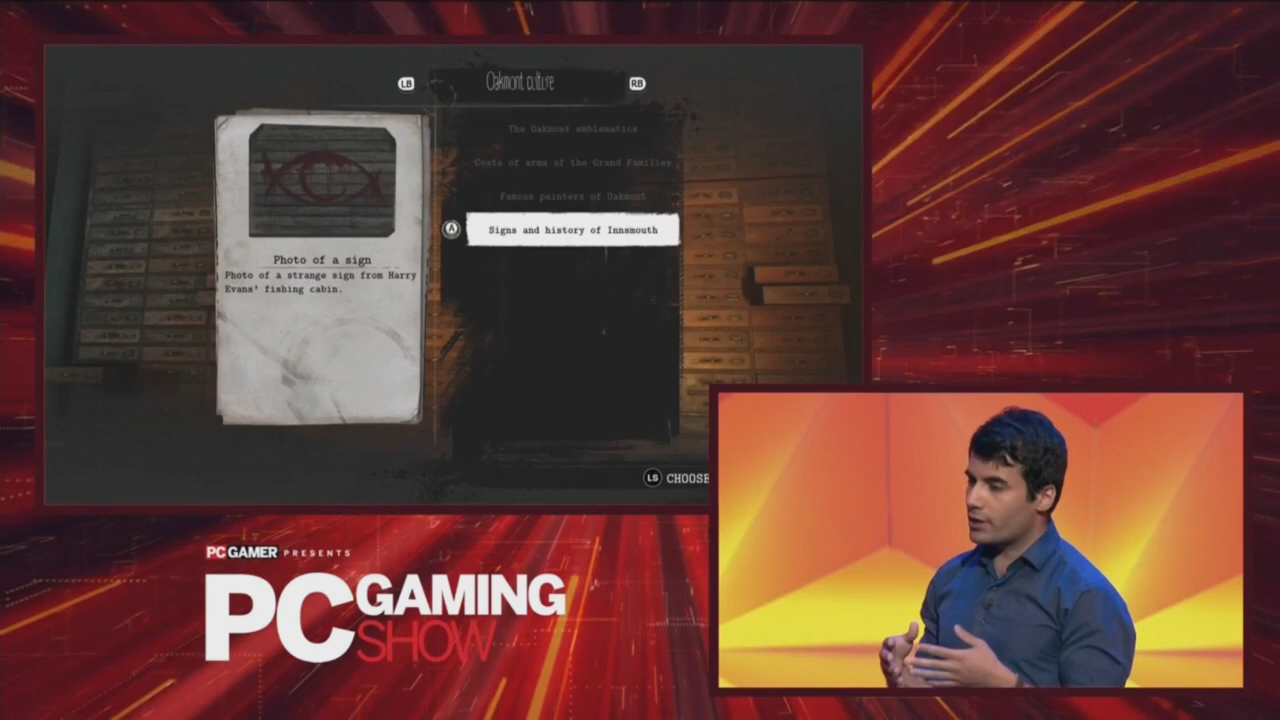 LB
Oakmont culture
RB
The Oakmont emblematics
Coats of arms of the Grand Families
Famous painters of Oakmont
A
Signs and history of Innsmouth
Photo of a sign
Photo of a strange sign from Harry
Evans' fishing cabin.
LS CHOOSE
PC GAMER PRESENTS
PC GAMING
SHOW